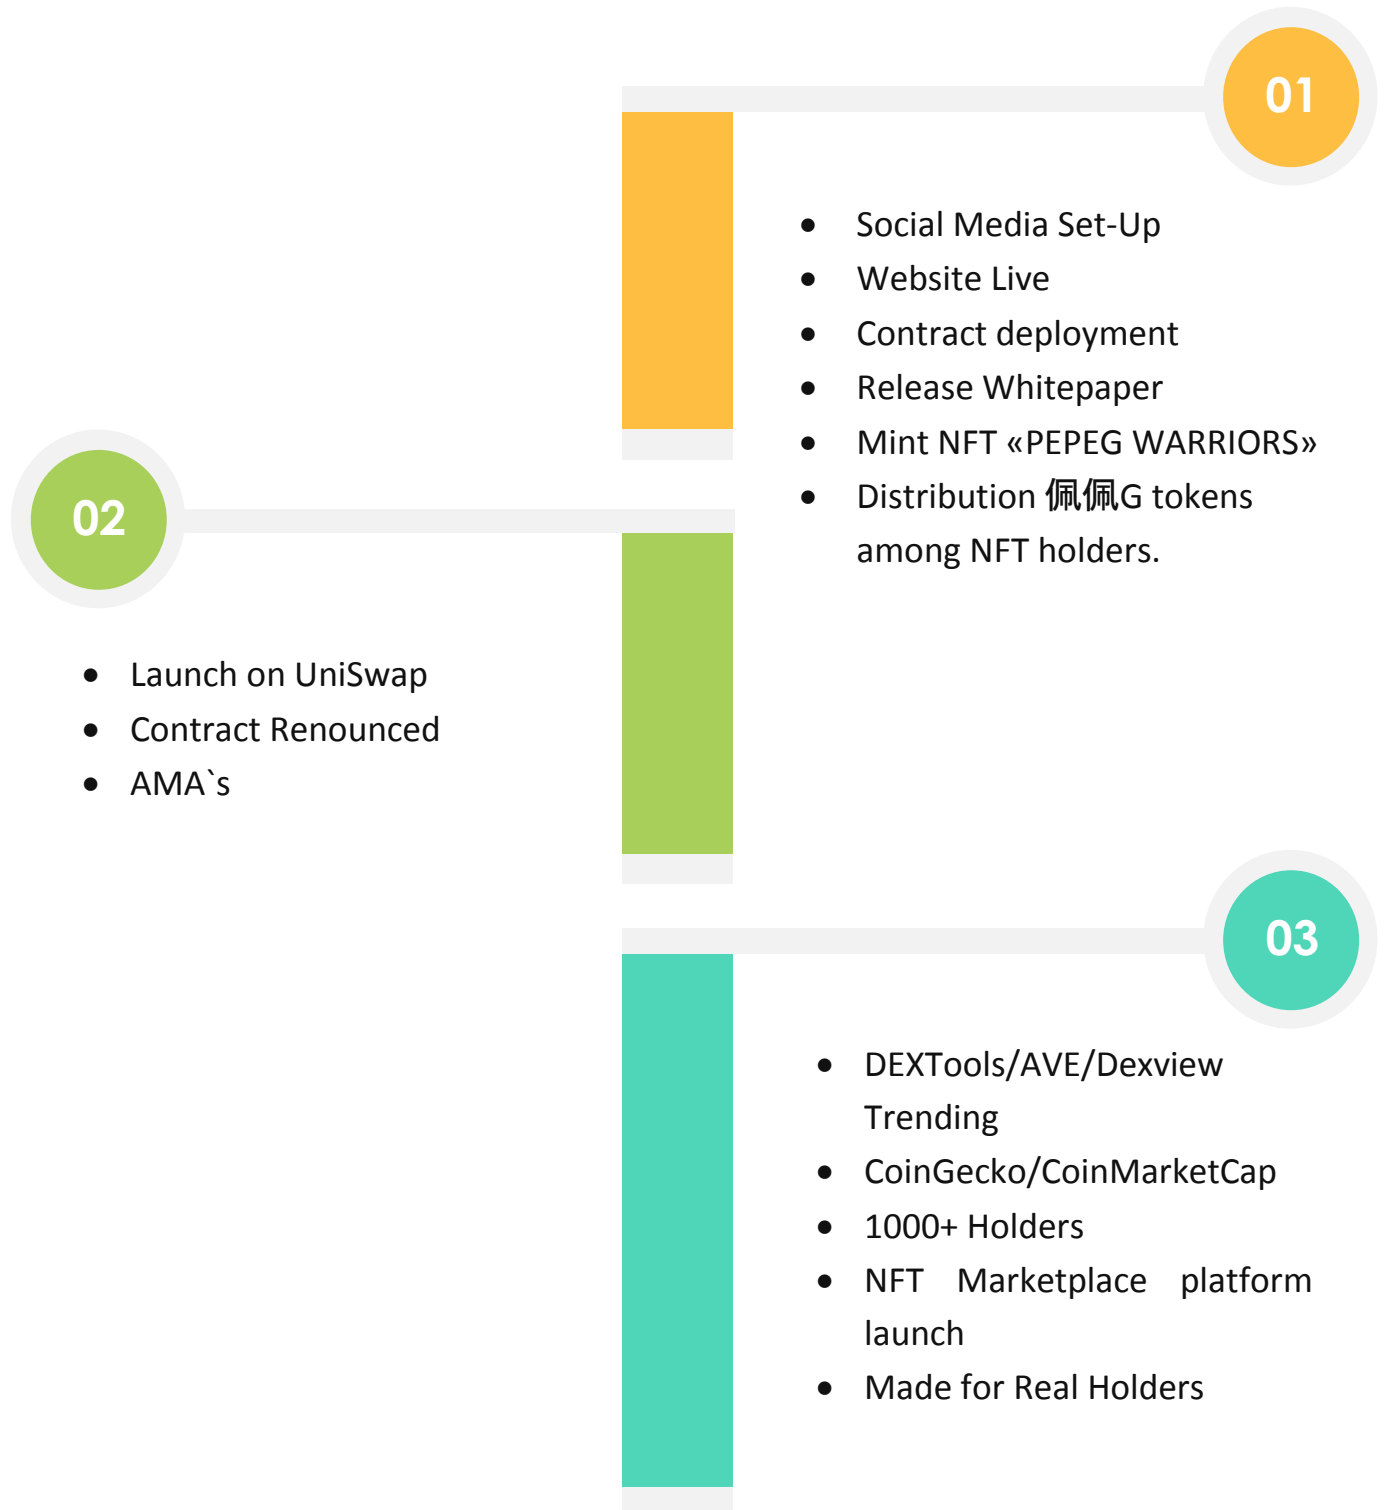 01
• Social Media Set-Up
• Website Live
• Contract deployment
• Release Whitepaper
• Mint NFT «PEPEG WARRIORS»
• Distribution 佩佩G tokens
among NFT holders.
02
• Launch on UniSwap
• Contract Renounced
• AMA`s
03
• DEXTools/AVE/Dexview
Trending
• CoinGecko/CoinMarketCap
• 1000+ Holders
• NFT Marketplace platform
launch
• Made for Real Holders